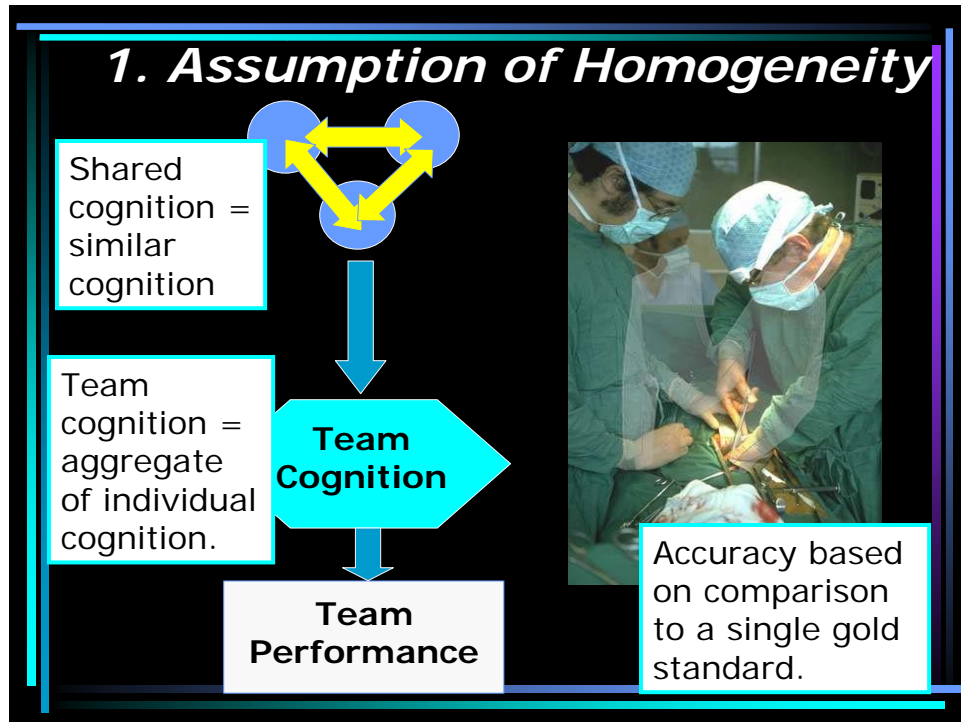 1. Assumption of Homogeneity
Shared
cognition =
similar
cognition
Team
cognition =
aggregate
of individual
cognition.
Team
Cognition
Team
Performance
Accuracy based
on comparison
to a single gold
standard.